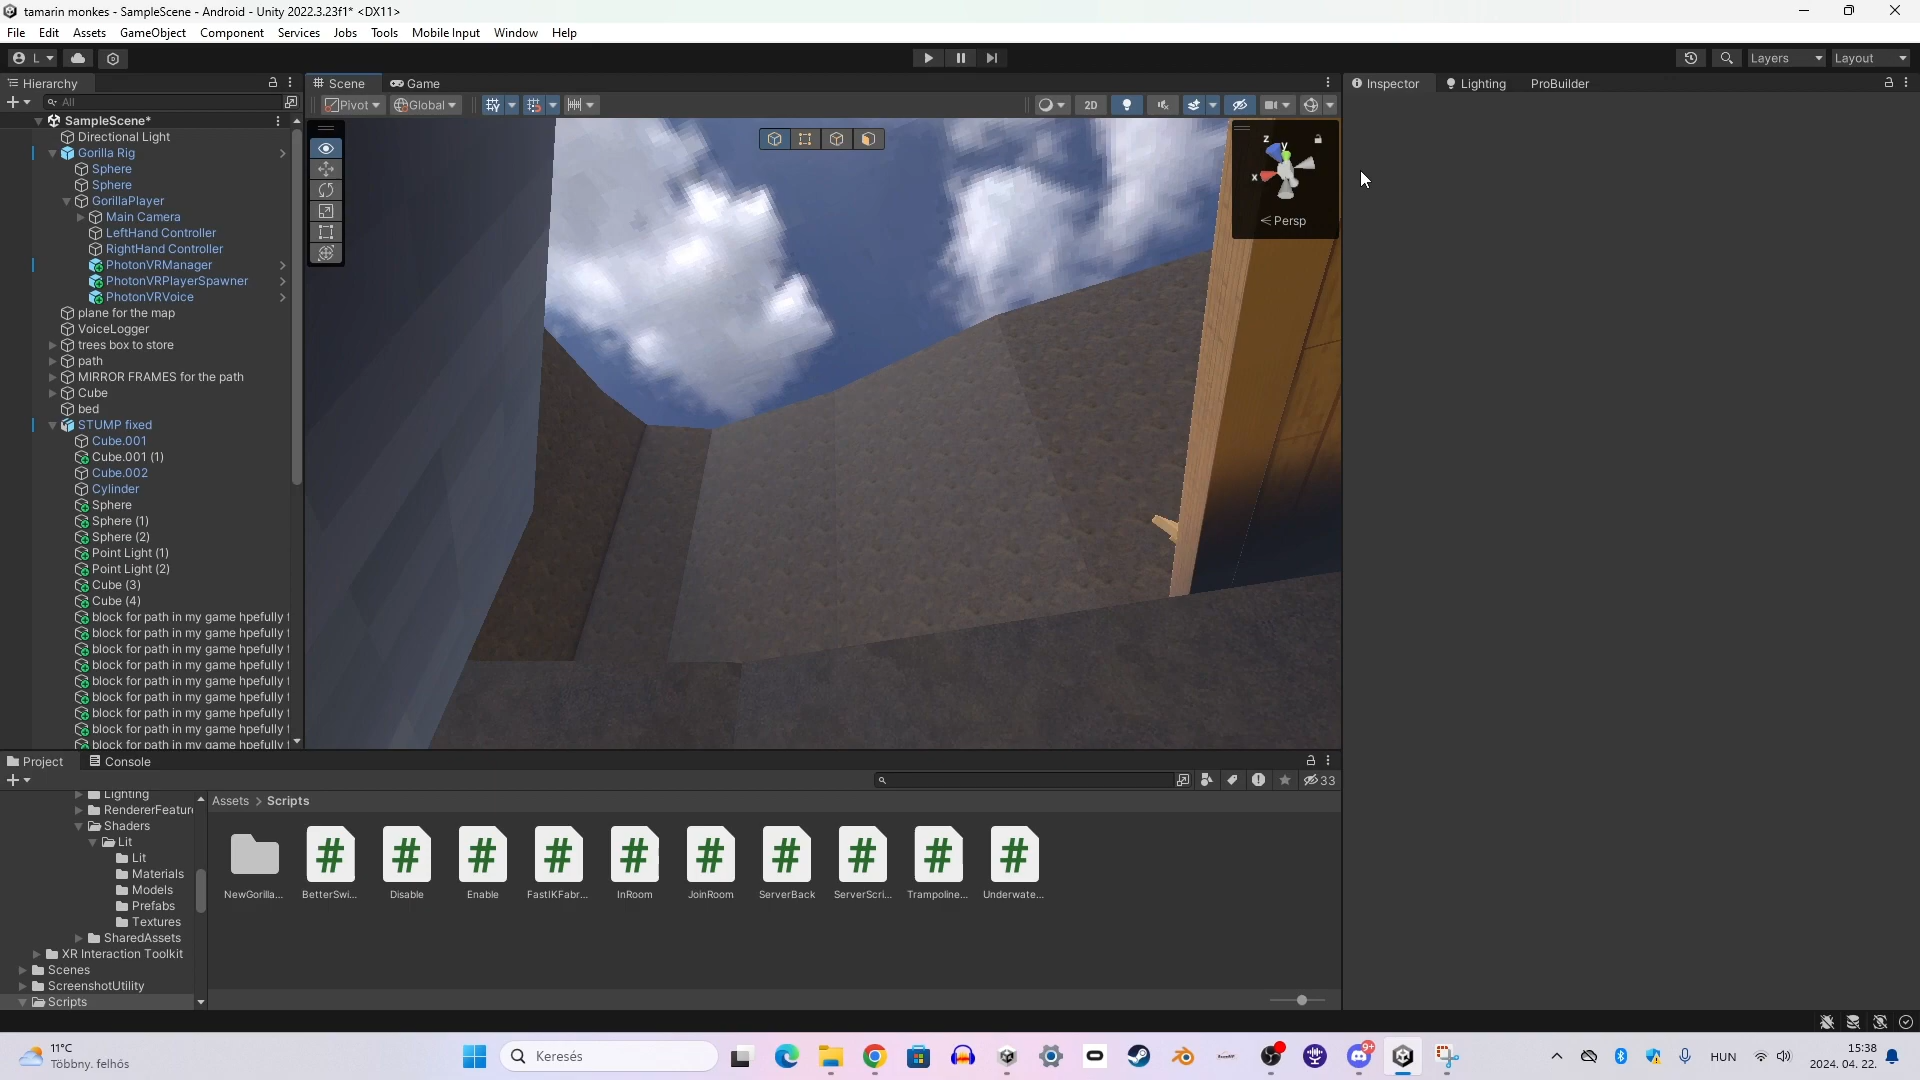 tamarin monkes - SampleScene - Android - Unity 2022.3.23f1* <DX11>
File Edit Assets GameObject Component Services Jobs Tools Mobile Input Window Help
L
Layers Layout
Hierarchy
Scene Game
Inspector Lighting ProBuilder
All
Pivot Global
2D
SampleScene*
Directional Light
Gorilla Rig
Sphere
Sphere
GorillaPlayer
Main Camera
LeftHand Controller
RightHand Controller
PhotonVRManager
PhotonVRPlayerSpawner
PhotonVRVoice
plane for the map
VoiceLogger
trees box to store
path
MIRROR FRAMES for the path
Cube
bed
STUMP fixed
Cube.001
Cube.001 (1)
Cube.002
Cylinder
Sphere
Sphere (1)
Sphere (2)
Point Light (1)
Point Light (2)
Cube (3)
Cube (4)
block for path in my game hpefully
block for path in my game hpefully
block for path in my game hpefully
block for path in my game hpefully
block for path in my game hpefully
block for path in my game hpefully
block for path in my game hpefully
block for path in my game hpefully
block for path in my game hpefully
z
y
x
< Persp
Project Console
33
Lighting
RendererFeatur
Shaders
Lit
Lit
Materials
Models
Prefabs
Textures
SharedAssets
XR Interaction Toolkit
Scenes
ScreenshotUtility
Scripts
Assets > Scripts
NewGorilla... BetterSwi... Disable Enable FastIKFabr... InRoom JoinRoom ServerBack ServerScri... Trampoline... Underwate...
11°C
Többny. felhős
Keresés
9+
HUN
15:38
2024. 04. 22.